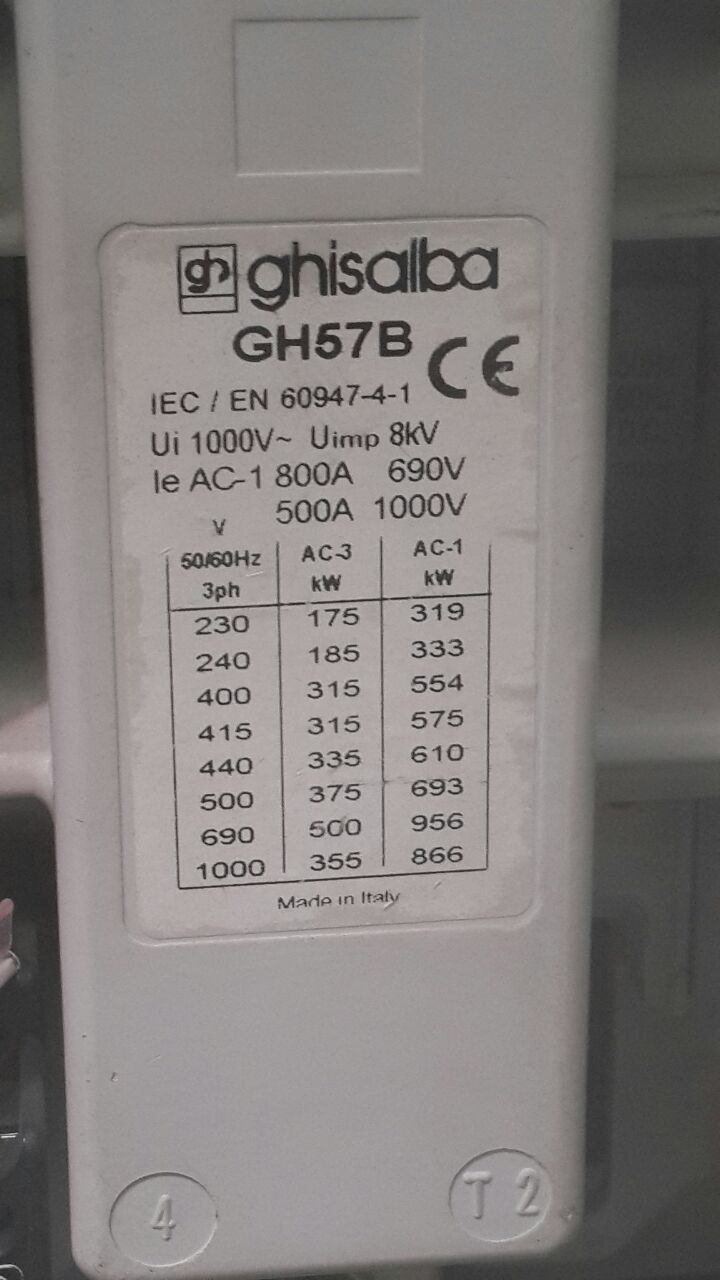 gh ghisalba
GH57B CE
IEC / EN 60947-4-1
Ui 1000V~ Uimp 8kV
Ie AC-1 800A 690V
500A 1000V
V
50/60Hz AC-3 AC-1
3ph kW kW
230 175 319
240 185 333
400 315 554
415 315 575
440 335 610
500 375 693
690 500 956
1000 355 866
Made in Italy
4 T 2